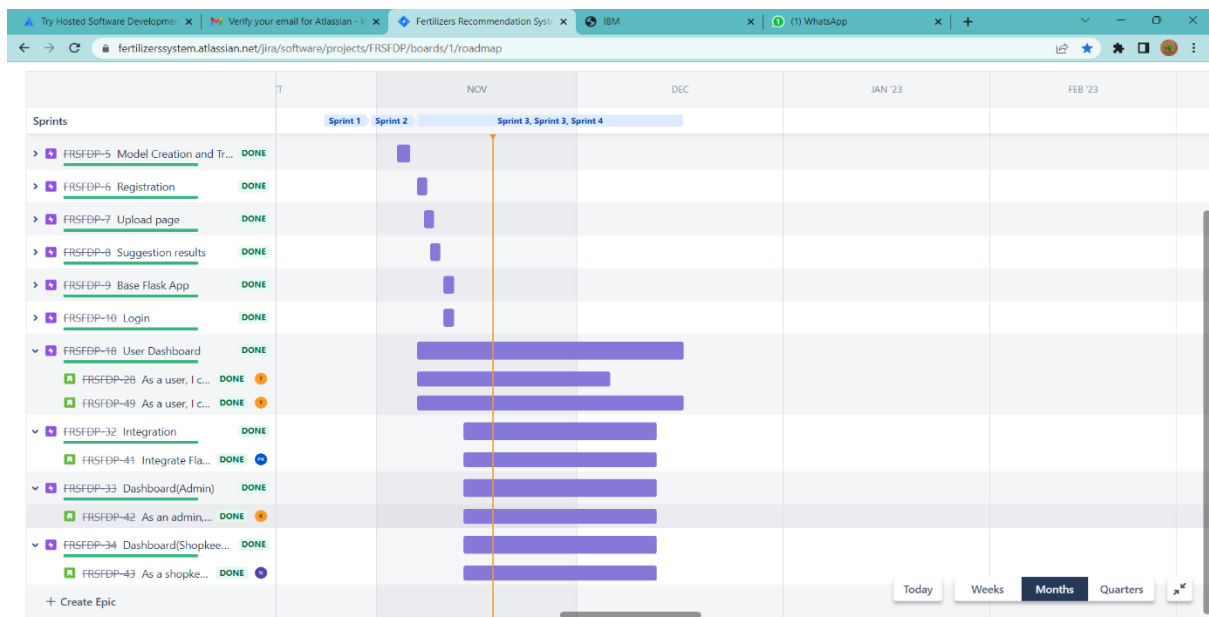 Try Hosted Software Developmen
Verify your email for Atlassian - k
Fertilizers Recommendation Syst
IBM
(1) WhatsApp
fertilizerssystem.atlassian.net/jira/software/projects/FRSFDP/boards/1/roadmap
T NOV DEC JAN '23 FEB '23
Sprints Sprint 1 Sprint 2 Sprint 3, Sprint 3, Sprint 4
FRSFDP-5 Model Creation and Tr... DONE
FRSFDP-6 Registration DONE
FRSFDP-7 Upload page DONE
FRSFDP-8 Suggestion results DONE
FRSFDP-9 Base Flask App DONE
FRSFDP-10 Login DONE
FRSFDP-18 User Dashboard DONE
FRSFDP-28 As a user, I c... DONE
FRSFDP-49 As a user, I c... DONE
FRSFDP-32 Integration DONE
FRSFDP-41 Integrate Fla... DONE PK
FRSFDP-33 Dashboard(Admin) DONE
FRSFDP-42 As an admin,... DONE K
FRSFDP-34 Dashboard(Shopkee... DONE
FRSFDP-43 As a shopke... DONE N
+ Create Epic
Today Weeks Months Quarters